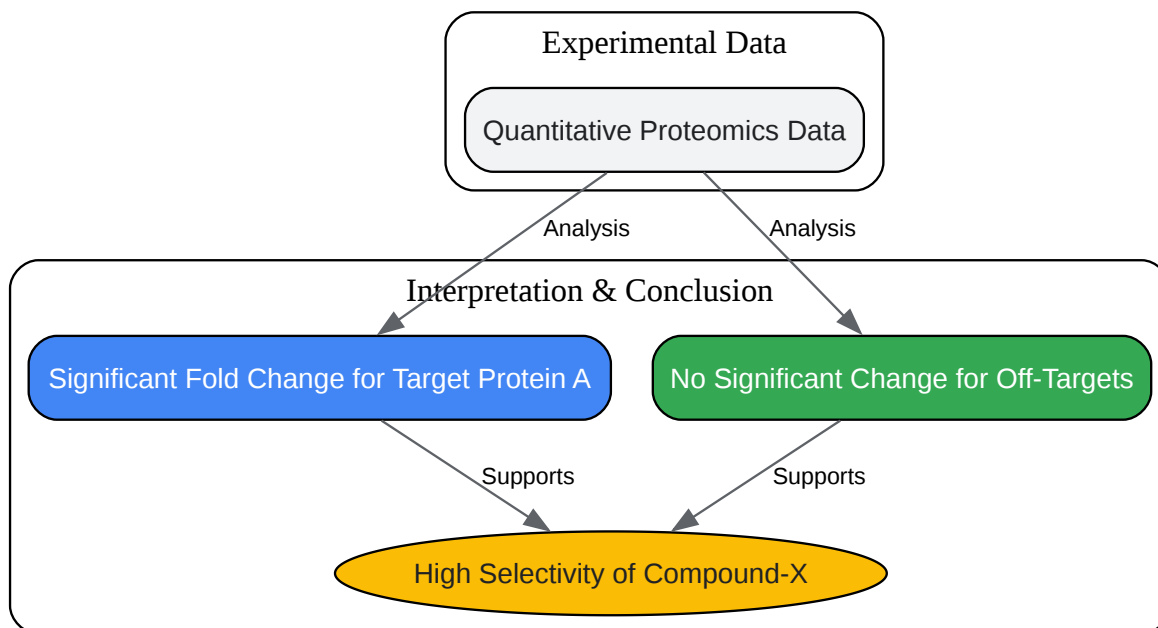 Experimental Data
Quantitative Proteomics Data
Analysis
Analysis
Interpretation & Conclusion
Significant Fold Change for Target Protein A
No Significant Change for Off-Targets
Supports
Supports
High Selectivity of Compound-X